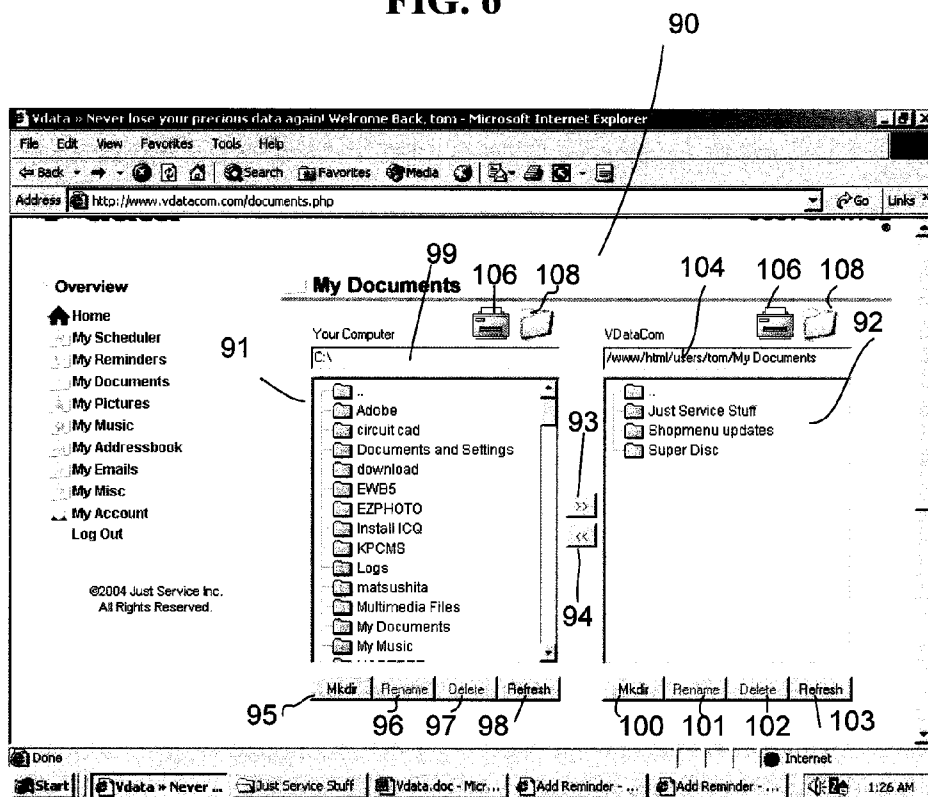 FIG. 8
90
Vdata » Never lose your precious data again! Welcome Back, tom - Microsoft Internet Explorer
File Edit View Favorites Tools Help
Back Search Favorites Media
Address http://www.vdatacom.com/documents.php Go Links »
Overview
Home
My Scheduler
My Reminders
My Documents
My Pictures
My Music
My Addressbook
My Emails
My Misc
My Account
Log Out
©2004 Just Service Inc.
All Rights Reserved.
My Documents
99 106 108 104 106 108
91 92
Your Computer
C:\
..
Adobe
circuit cad
Documents and Settings
download
EWB5
EZPHOTO
Install ICQ
KPCMS
Logs
matsushita
Multimedia Files
My Documents
My Music
Mkdir Rename Delete Refresh
95 96 97 98
93
>>
<<
94
VDataCom
/www/html/users/tom/My Documents
..
Just Service Stuff
Shopmenu updates
Super Disc
Mkdir Rename Delete Refresh
100 101 102 103
Done Internet
Start Vdata » Never ... Just Service Stuff Vdata.doc - Micr... Add Reminder - ... Add Reminder - ... 1:26 AM